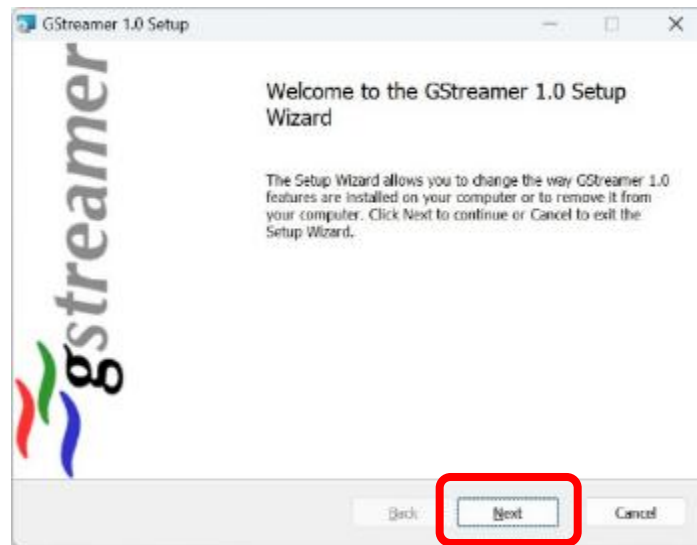 GStreamer 1.0 Setup
gstreamer
Welcome to the GStreamer 1.0 Setup
Wizard
The Setup Wizard allows you to change the way GStreamer 1.0
features are installed on your computer or to remove it from
your computer. Click Next to continue or Cancel to exit the
Setup Wizard.
Back
Next
Cancel